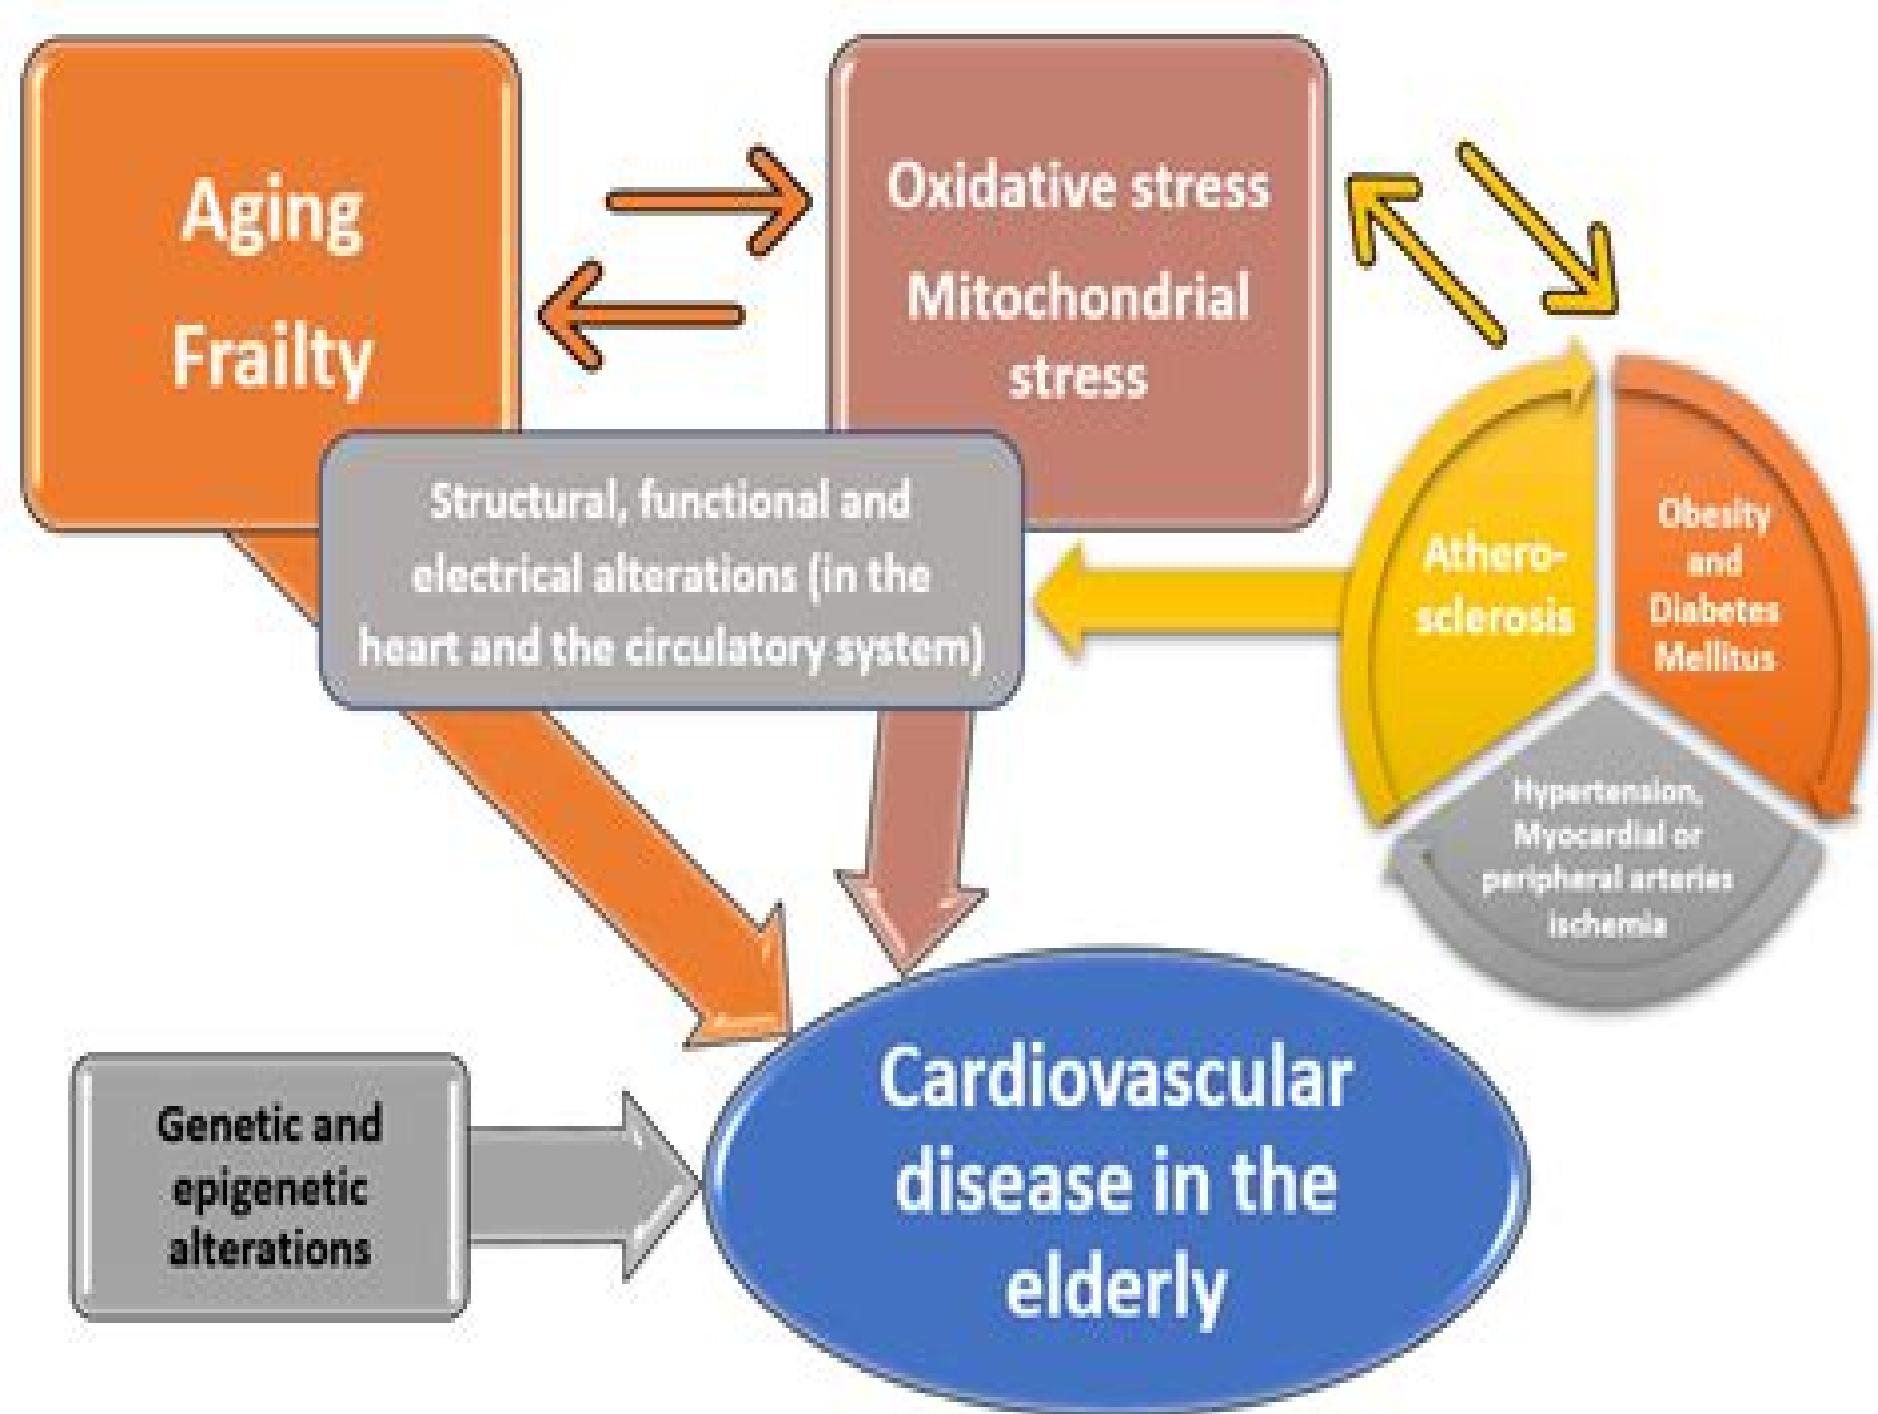 Aging
Frailty
Oxidative stress
Mitochondrial
stress
Structural, functional and
electrical alterations (in the
heart and the circulatory system)
Athero-
sclerosis
Obesity
and
Diabetes
Mellitus
Hypertension,
Myocardial or
peripheral arteries
ischemia
Genetic and
epigenetic
alterations
Cardiovascular
disease in the
elderly